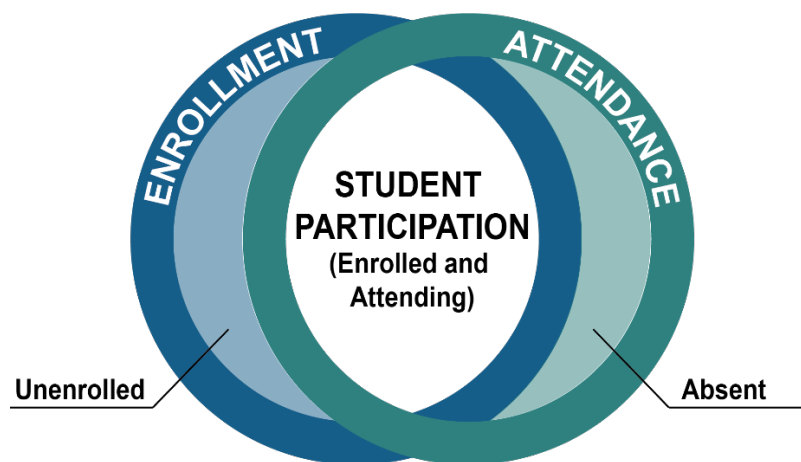 ENROLLMENT
ATTENDANCE
STUDENT
PARTICIPATION
(Enrolled and
Attending)
Unenrolled
Absent